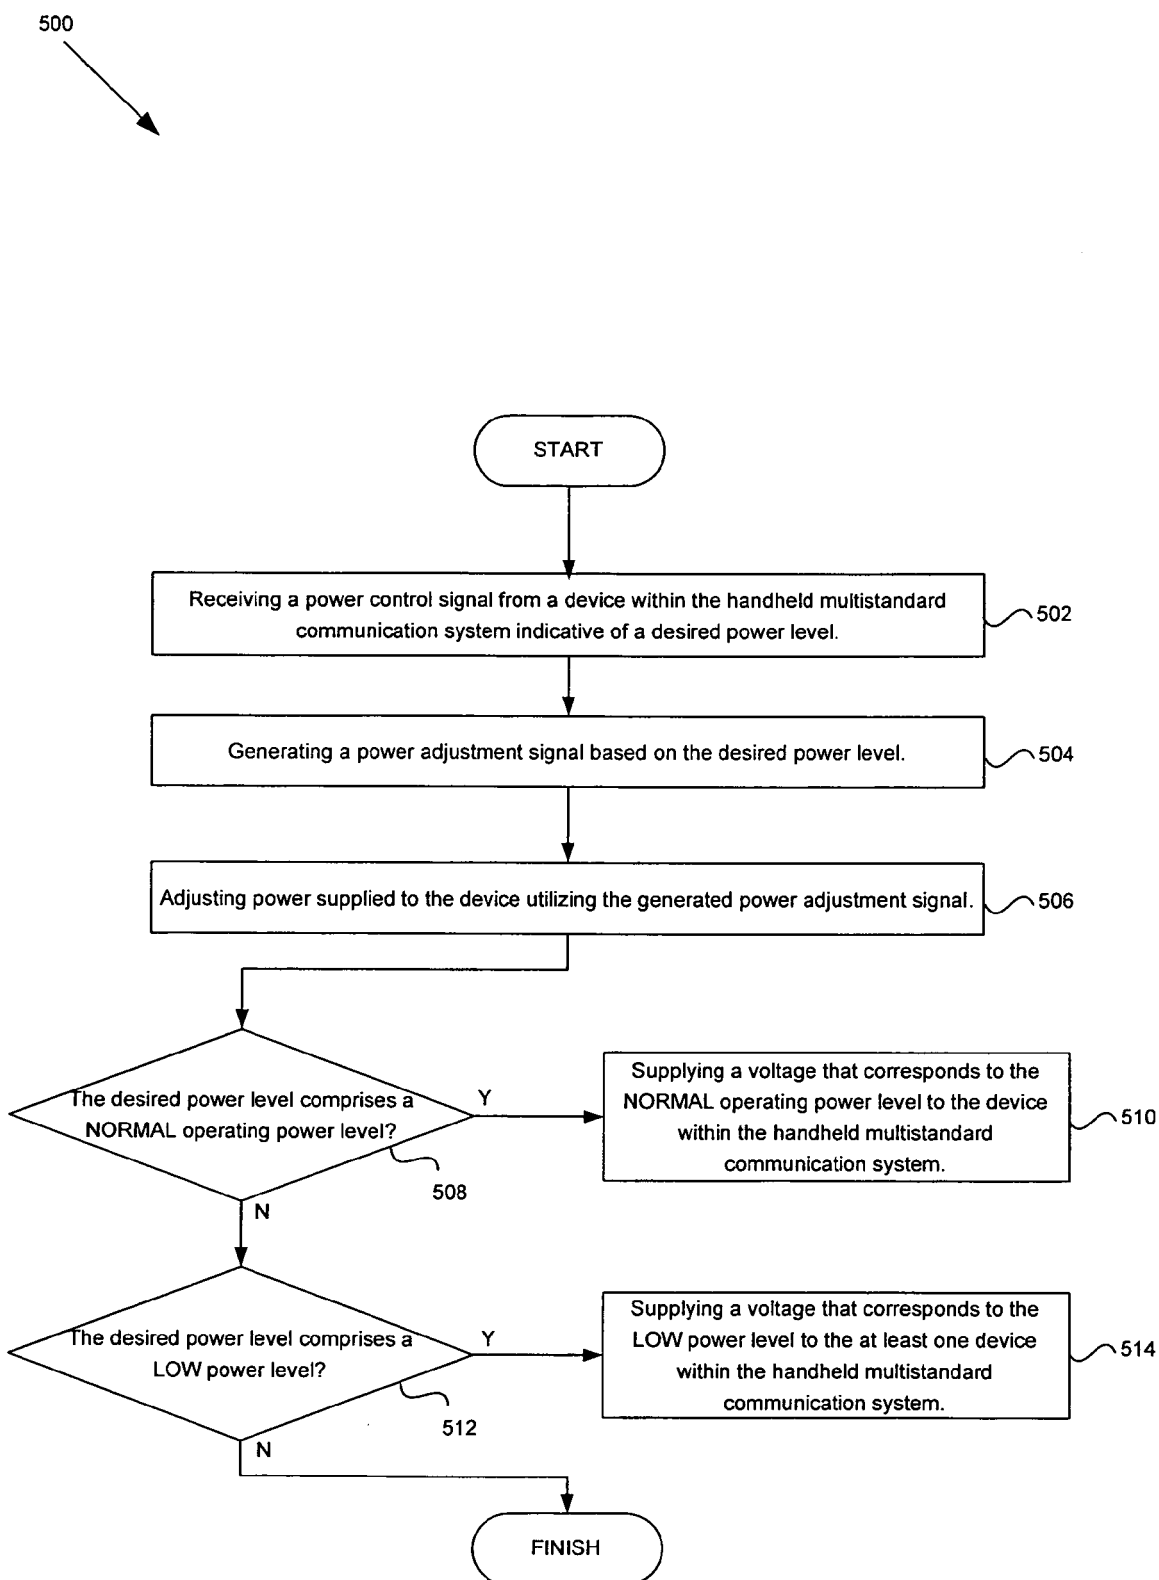 500
START
Receiving a power control signal from a device within the handheld multistandard
communication system indicative of a desired power level.
502
Generating a power adjustment signal based on the desired power level.
504
Adjusting power supplied to the device utilizing the generated power adjustment signal.
506
The desired power level comprises a
NORMAL operating power level?
Y
508
N
Supplying a voltage that corresponds to the
NORMAL operating power level to the device
within the handheld multistandard
communication system.
510
The desired power level comprises a
LOW power level?
Y
512
N
Supplying a voltage that corresponds to the
LOW power level to the at least one device
within the handheld multistandard
communication system.
514
FINISH